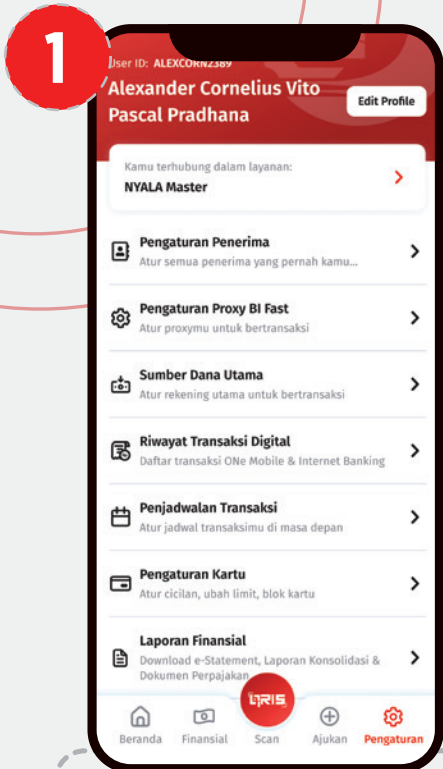 1
User ID: ALEXCORN2389
Alexander Cornelius Vito
Pascal Pradhana
Edit Profile
Kamu terhubung dalam layanan:
NYALA Master
Pengaturan Penerima
Atur semua penerima yang pernah kamu...
Pengaturan Proxy BI Fast
Atur proxymu untuk bertransaksi
Sumber Dana Utama
Atur rekening utama untuk bertransaksi
Riwayat Transaksi Digital
Daftar transaksi ONe Mobile & Internet Banking
Penjadwalan Transaksi
Atur jadwal transaksimu di masa depan
Pengaturan Kartu
Atur cicilan, ubah limit, blok kartu
Laporan Finansial
Download e-Statement, Laporan Konsolidasi &
Dokumen Perpajakan
QRIS
Beranda Finansial Scan Ajukan Pengaturan